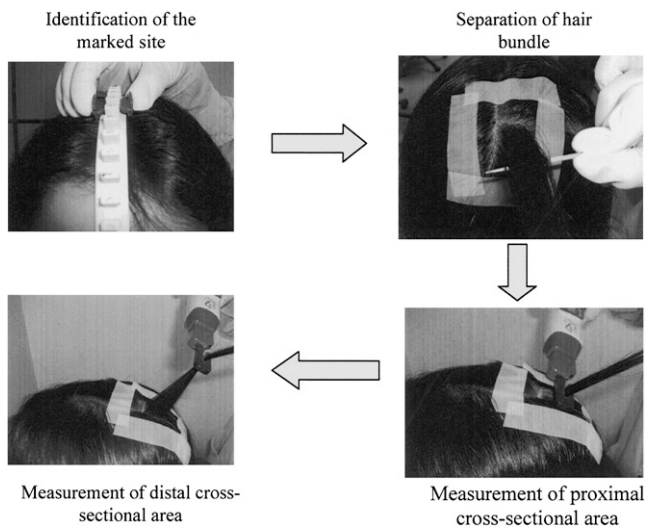 Identification of the
marked site
Separation of hair
bundle
Measurement of proximal
cross-sectional area
Measurement of distal cross-
sectional area